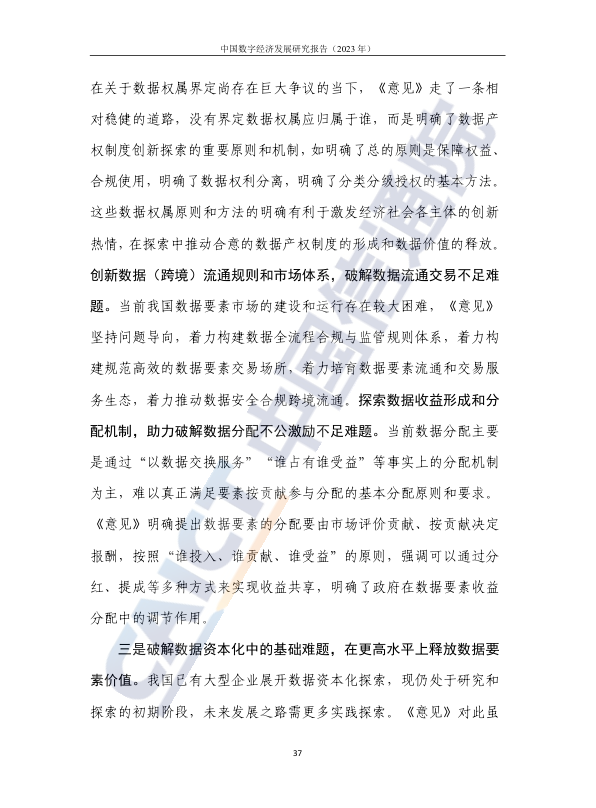 中国数字经济发展研究报告（2023 年）
在关于数据权属界定尚存在巨大争议的当下，《意见》走了一条相
对稳健的道路，没有界定数据权属应归属于谁，而是明确了数据产
权制度创新探索的重要原则和机制，如明确了总的原则是保障权益、
合规使用，明确了数据权利分离，明确了分类分级授权的基本方法。
这些数据权属原则和方法的明确有利于激发经济社会各主体的创新
热情，在探索中推动合意的数据产权制度的形成和数据价值的释放。
创新数据（跨境）流通规则和市场体系，破解数据流通交易不足难
题。当前我国数据要素市场的建设和运行存在较大困难，《意见》
坚持问题导向，着力构建数据全流程合规与监管规则体系，着力构
建规范高效的数据要素交易场所，着力培育数据要素流通和交易服
务生态，着力推动数据安全合规跨境流通。探索数据收益形成和分
配机制，助力破解数据分配不公激励不足难题。当前数据分配主要
是通过“以数据交换服务”“谁占有谁受益”等事实上的分配机制
为主，难以真正满足要素按贡献参与分配的基本分配原则和要求。
《意见》明确提出数据要素的分配要由市场评价贡献、按贡献决定
报酬，按照“谁投入、谁贡献、谁受益”的原则，强调可以通过分
红、提成等多种方式来实现收益共享，明确了政府在数据要素收益
分配中的调节作用。
三是破解数据资本化中的基础难题，在更高水平上释放数据要
素价值。我国已有大型企业展开数据资本化探索，现仍处于研究和
探索的初期阶段，未来发展之路需更多实践探索。《意见》对此虽
37
CAICT 中国信通院